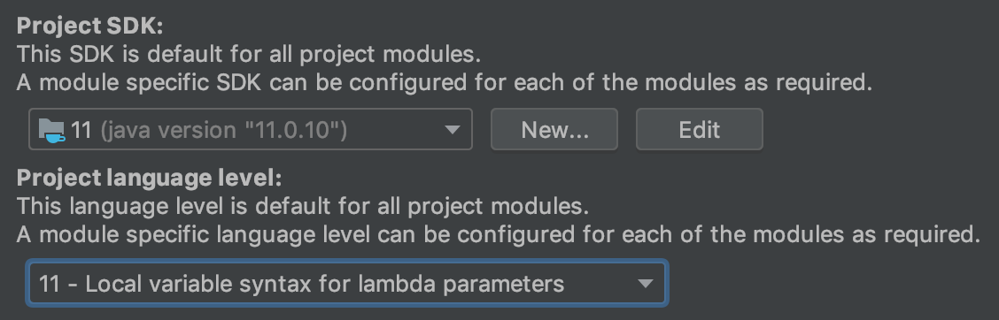 Project SDK:
This SDK is default for all project modules.
A module specific SDK can be configured for each of the modules as required.
11 (java version "11.0.10")
New...
Edit
Project language level:
This language level is default for all project modules.
A module specific language level can be configured for each of the modules as required.
11 - Local variable syntax for lambda parameters